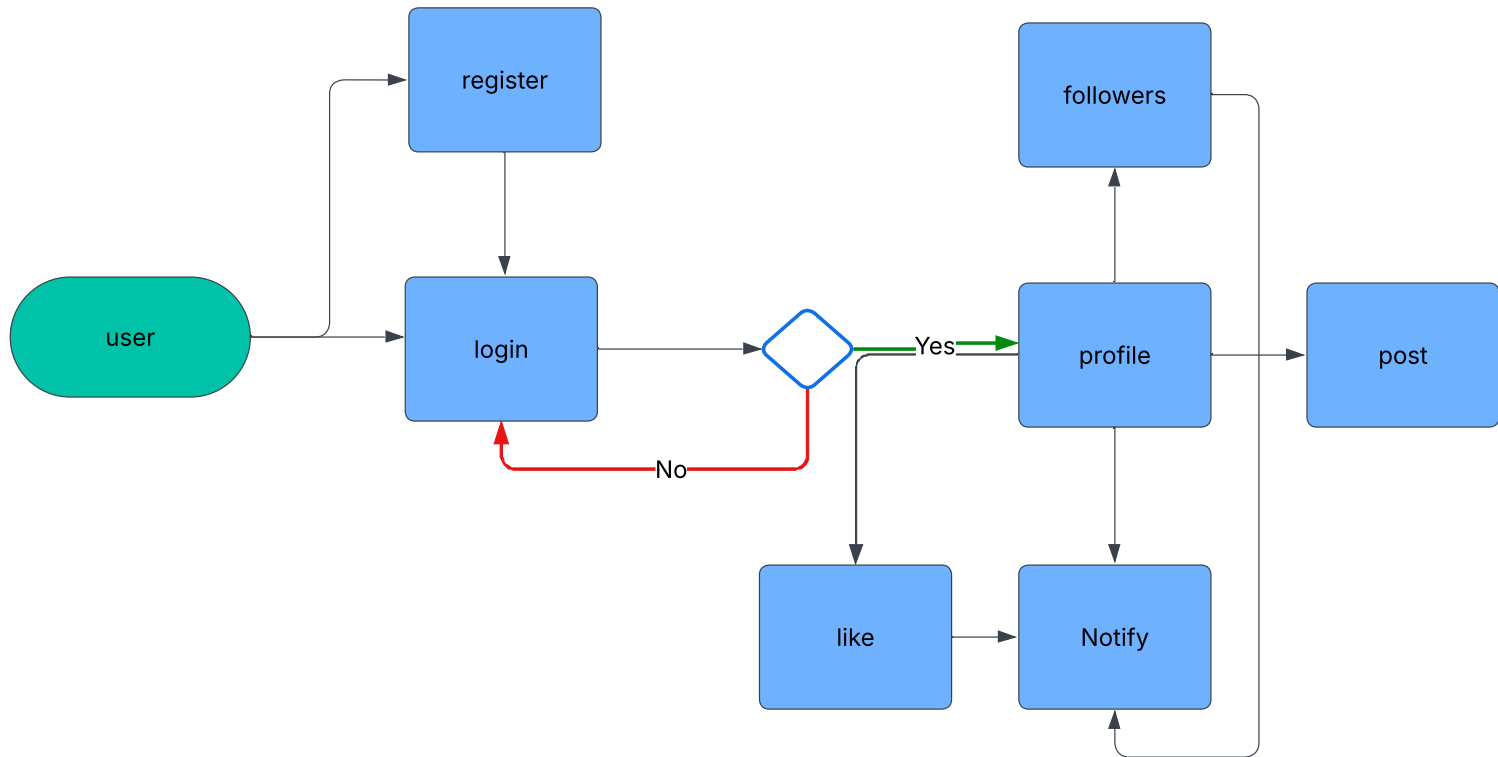 register
followers
user
login
Yes
profile
post
No
like
Notify